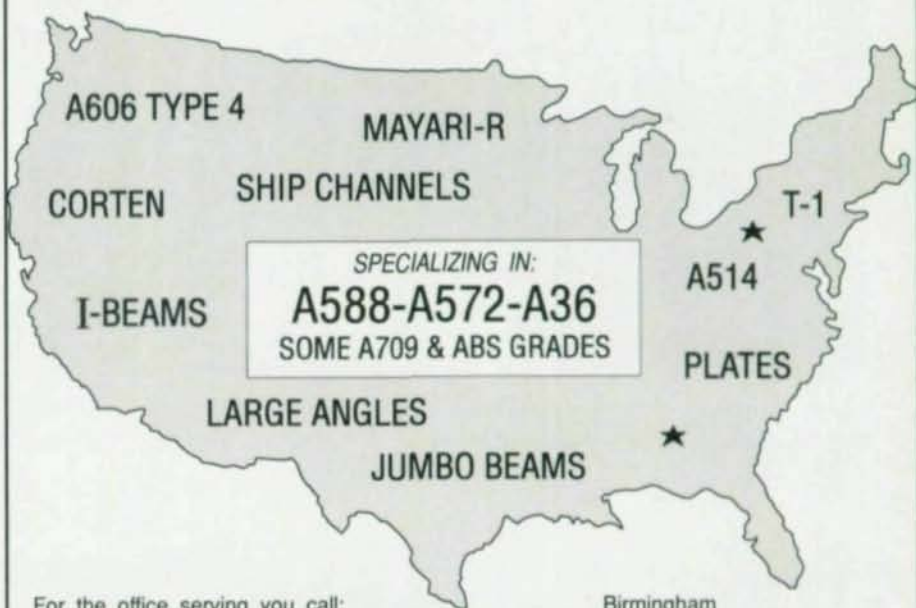 A606 TYPE 4
MAYARI-R
CORTEN
SHIP CHANNELS
T-1
SPECIALIZING IN:
A588-A572-A36
SOME A709 & ABS GRADES
A514
I-BEAMS
PLATES
LARGE ANGLES
JUMBO BEAMS
For the office serving you call:
Birmingham